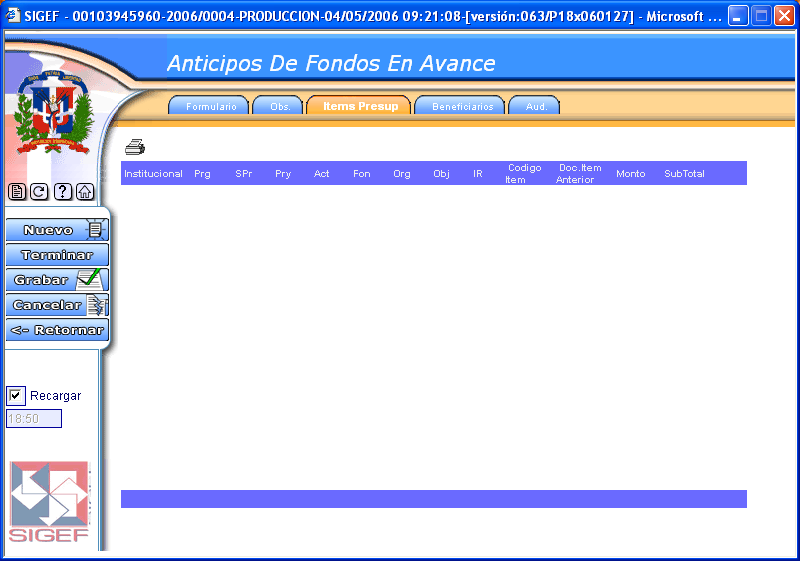 SIGEF - 00103945960-2006/0004-PRODUCCION-04/05/2006 09:21:08-[versión:063/P18x060127] - Microsoft ...
Anticipos De Fondos En Avance
Formulario Obs. Items Presup Beneficiarios Aud.
Institucional Prg SPr Pry Act Fon Org Obj IR Codigo Item Doc.Item Anterior Monto SubTotal
Nuevo
Terminar
Grabar
Cancelar
<- Retornar
Recargar
18:50
SIGEF